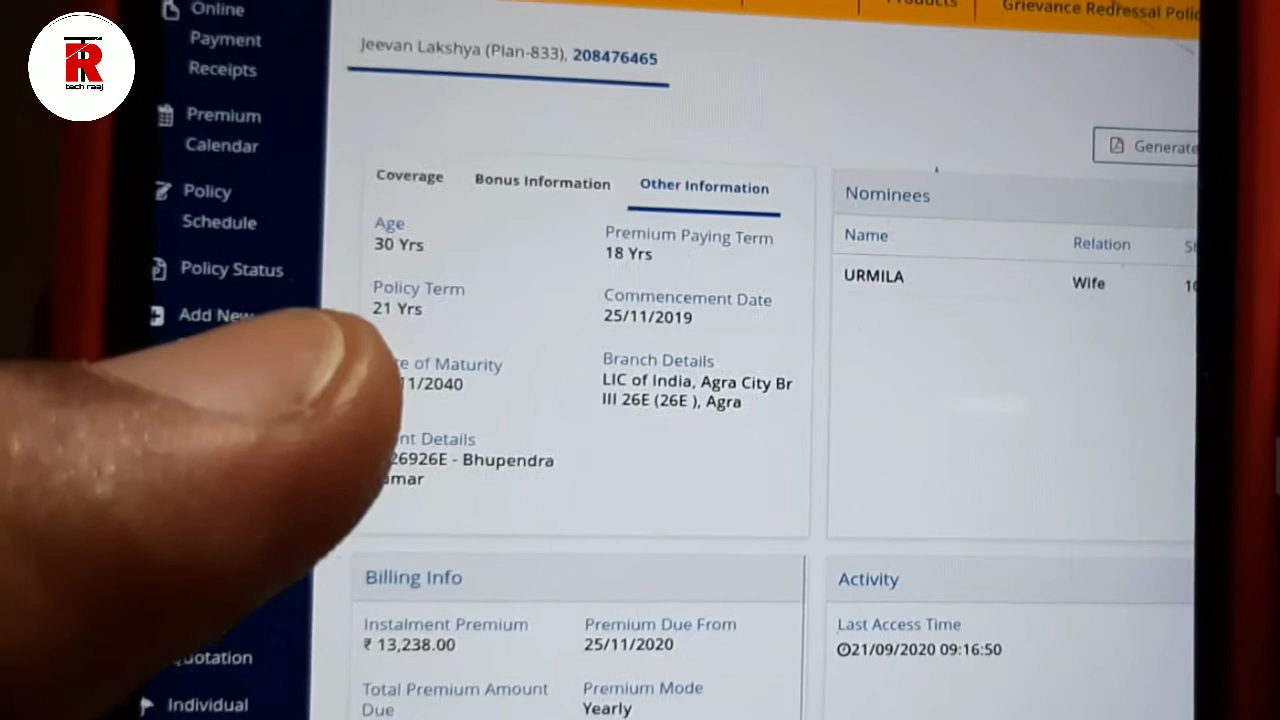 tech raaj
Online
Payment
Receipts
Premium
Calendar
Policy
Schedule
Policy Status
Add New
Individual
Products
Grievance Redressal
Jeevan Lakshya (Plan-833), 208476465
Generate
Coverage
Bonus Information
Other Information
Age
30 Yrs
Premium Paying Term
18 Yrs
Policy Term
21 Yrs
Commencement Date
25/11/2019
of Maturity
11/2040
Branch Details
LIC of India, Agra City Br
III 26E (26E ), Agra
Details
26926E - Bhupendra
Nominees
Name
Relation
URMILA
Wife
Billing Info
Instalment Premium
₹ 13,238.00
Premium Due From
25/11/2020
Total Premium Amount
Due
Premium Mode
Yearly
Activity
Last Access Time
21/09/2020 09:16:50